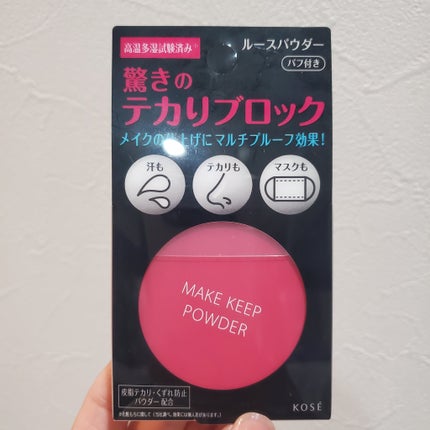 高温多湿試験済み*
ルースパウダー
パフ付き
驚きの
テカリブロック
メイクの仕上げにマルチプルーフ効果!
汗も
テカリも
マスクも
MAKE KEEP
POWDER
皮脂テカリ・くずれ防止
パウダー配合
KOSÉ